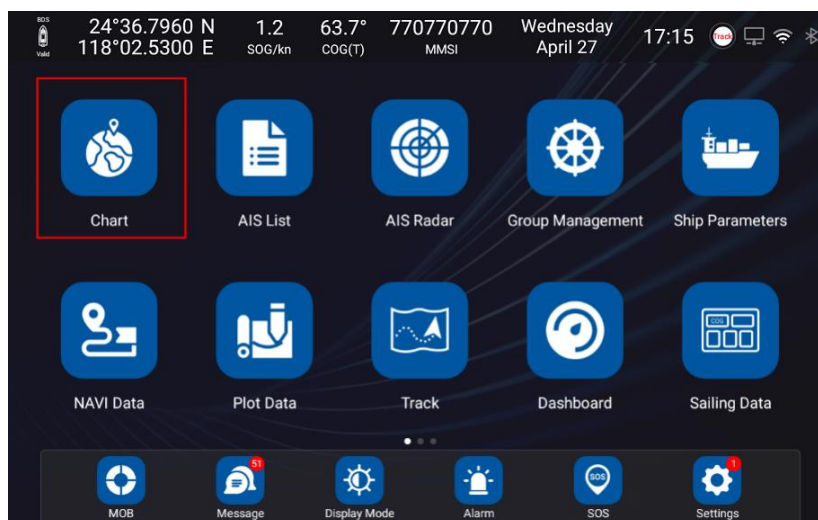 BDS
Valid
24°36.7960 N
118°02.5300 E
1.2
SOG/kn
63.7°
COG(T)
770770770
MMSI
Wednesday
April 27
17:15
Track
Chart
AIS List
AIS Radar
Group Management
Ship Parameters
COG
NAVI Data
Plot Data
Track
Dashboard
Sailing Data
51
SOS
1
MOB
Message
Display Mode
Alarm
SOS
Settings